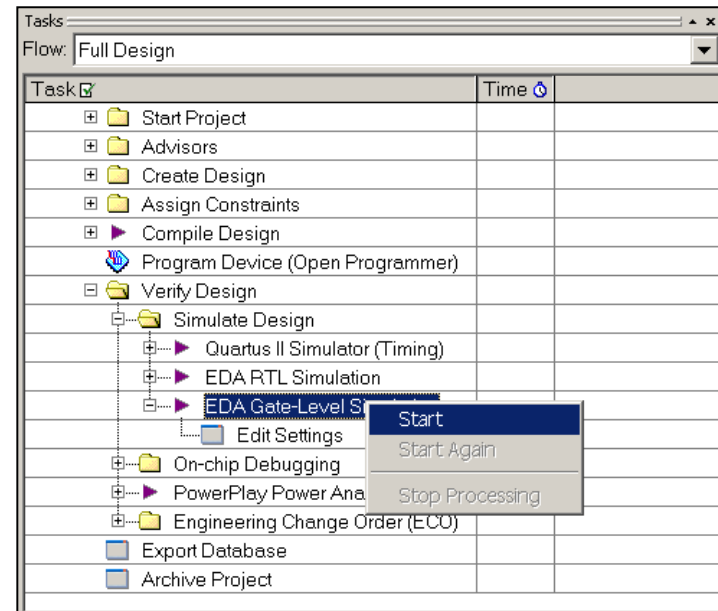 Tasks
Flow: Full Design
Task Time
Start Project
Advisors
Create Design
Assign Constraints
Compile Design
Program Device (Open Programmer)
Verify Design
Simulate Design
Quartus II Simulator (Timing)
EDA RTL Simulation
EDA Gate-Level
Start
Edit Settings
Start Again
On-chip Debugging
PowerPlay Power Ana
Stop Processing
Engineering Change Order (ECO)
Export Database
Archive Project